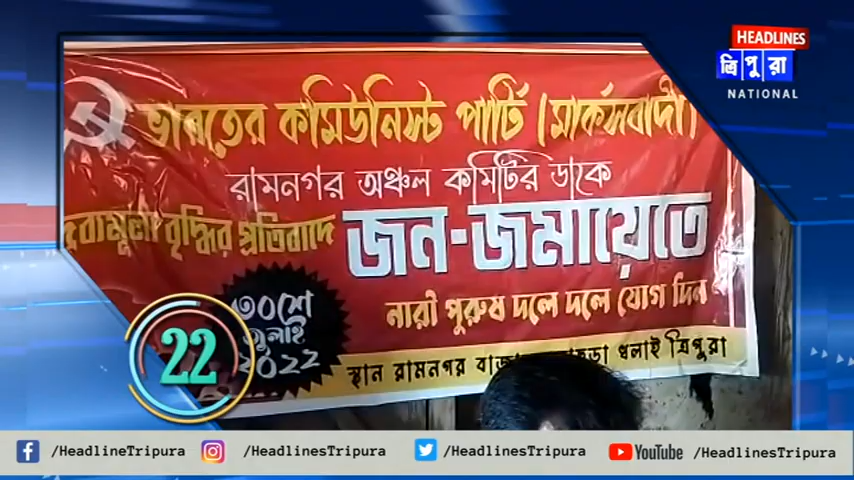 HEADLINES
ত্রিপুরা
NATIONAL
ভারতের কমিউনিস্ট পার্টি (মার্কসবাদী)
রামনগর অঞ্চল কমিটির ডাকে
দ্রব্যমূল্য বৃদ্ধির প্রতিবাদে
জন-জমায়েতে
৩০শে
জুলাই
২০২২
নারী পুরুষ দলে দলে যোগ দিন
স্থান রামনগর বাজার ধলাই ত্রিপুরা
22
/HeadlineTripura
/HeadlinesTripura
/HeadlinesTripura
YouTube /HeadlinesTripura